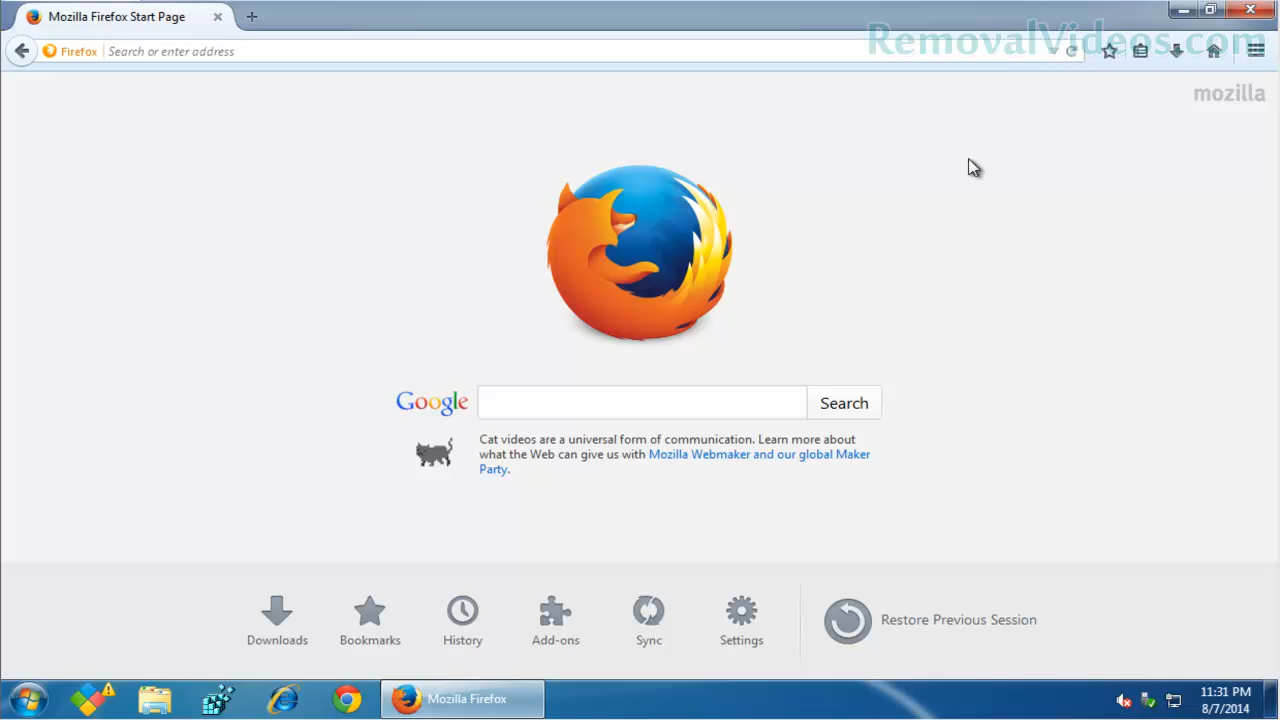 Mozilla Firefox Start Page
RemovalVideos.com
Firefox Search or enter address
mozilla
Google Search
Cat videos are a universal form of communication. Learn more about
what the Web can give us with Mozilla Webmaker and our global Maker
Party.
Downloads Bookmarks History Add-ons Sync Settings Restore Previous Session
Mozilla Firefox
11:31 PM
8/7/2014